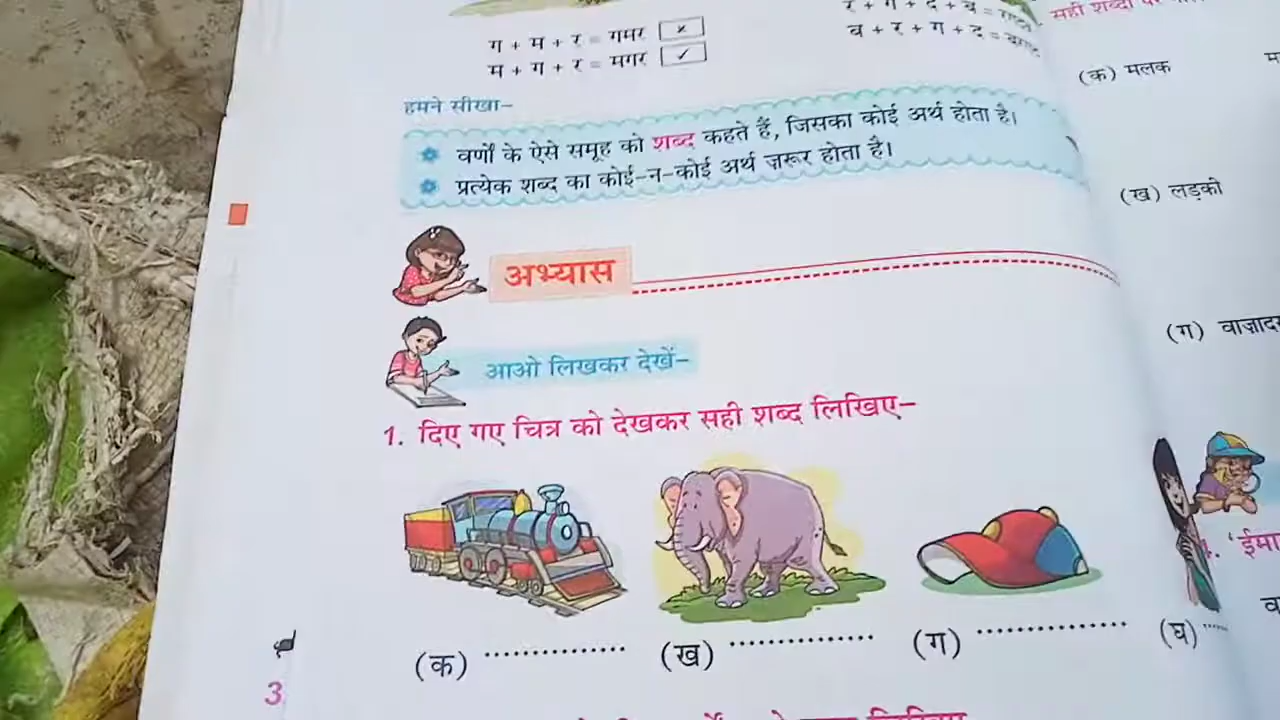 ग + म + र = गमर ×
म + ग + र = मगर ✓
र + ग + द + ब =
ब + र + ग + द =
हमने सीखा–
वर्णों के ऐसे समूह को शब्द कहते हैं, जिसका कोई अर्थ होता है।
प्रत्येक शब्द का कोई-न-कोई अर्थ ज़रूर होता है।
अभ्यास
आओ लिखकर देखें–
1. दिए गए चित्र को देखकर सही शब्द लिखिए–
(क) ..............
(ख) ..............
(ग) ..............
(घ) ....
3
सही शब्दों पर
(क) मलक
(ख) लड़की
(ग)